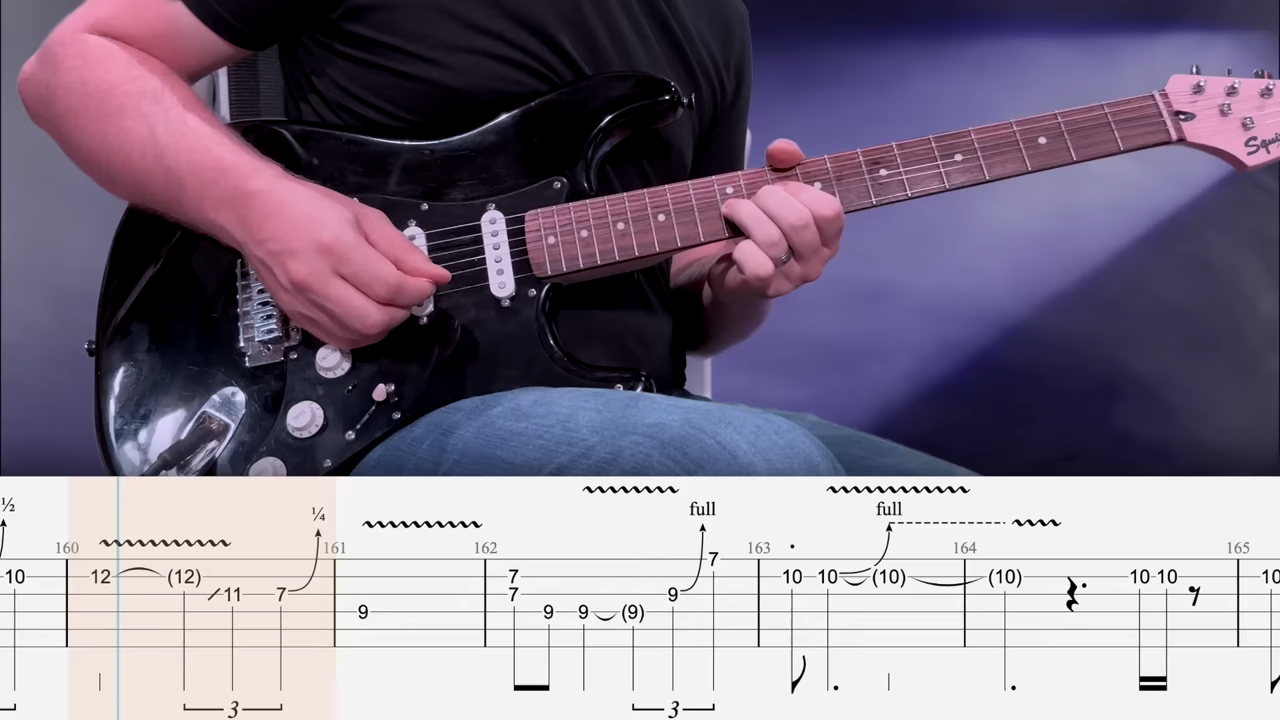 Squi
½ ¼ full full
160 161 162 163 164 165
7
10 12 (12) 7 10 10 (10) (10) 10 10 10
11 7 7 9
9 9 9 (9)
3 3